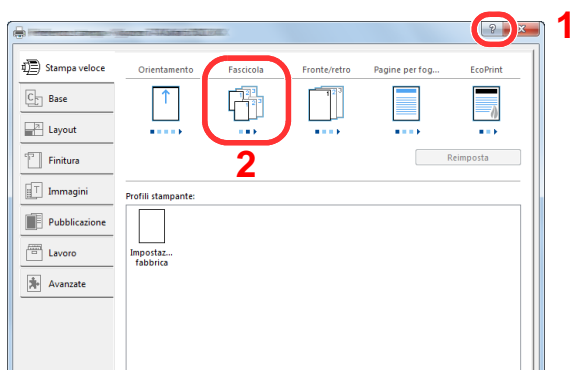 ? x 1
Stampa veloce
Orientamento Fascicola Fronte/retro Pagine per fog... EcoPrint
Base
Layout
2
Reimposta
Finitura
Immagini
Profili stampante:
Pubblicazione
Lavoro
Impostaz...
fabbrica
Avanzate